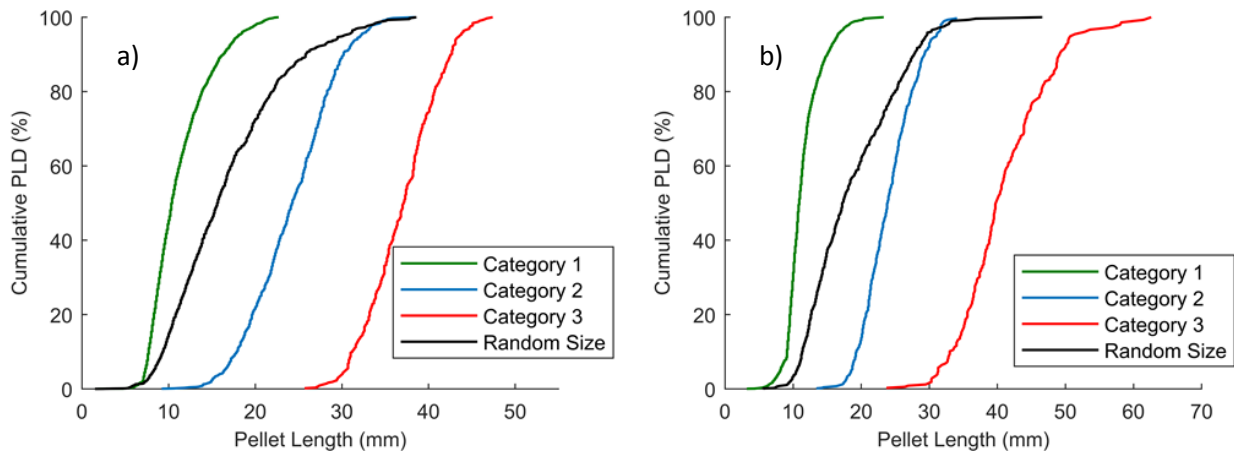 a)
Cumulative PLD (%)
100
80
60
40
20
0
0 10 20 30 40 50
Pellet Length (mm)
Category 1
Category 2
Category 3
Random Size
b)
Cumulative PLD (%)
100
80
60
40
20
0
0 10 20 30 40 50 60 70
Pellet Length (mm)
Category 1
Category 2
Category 3
Random Size